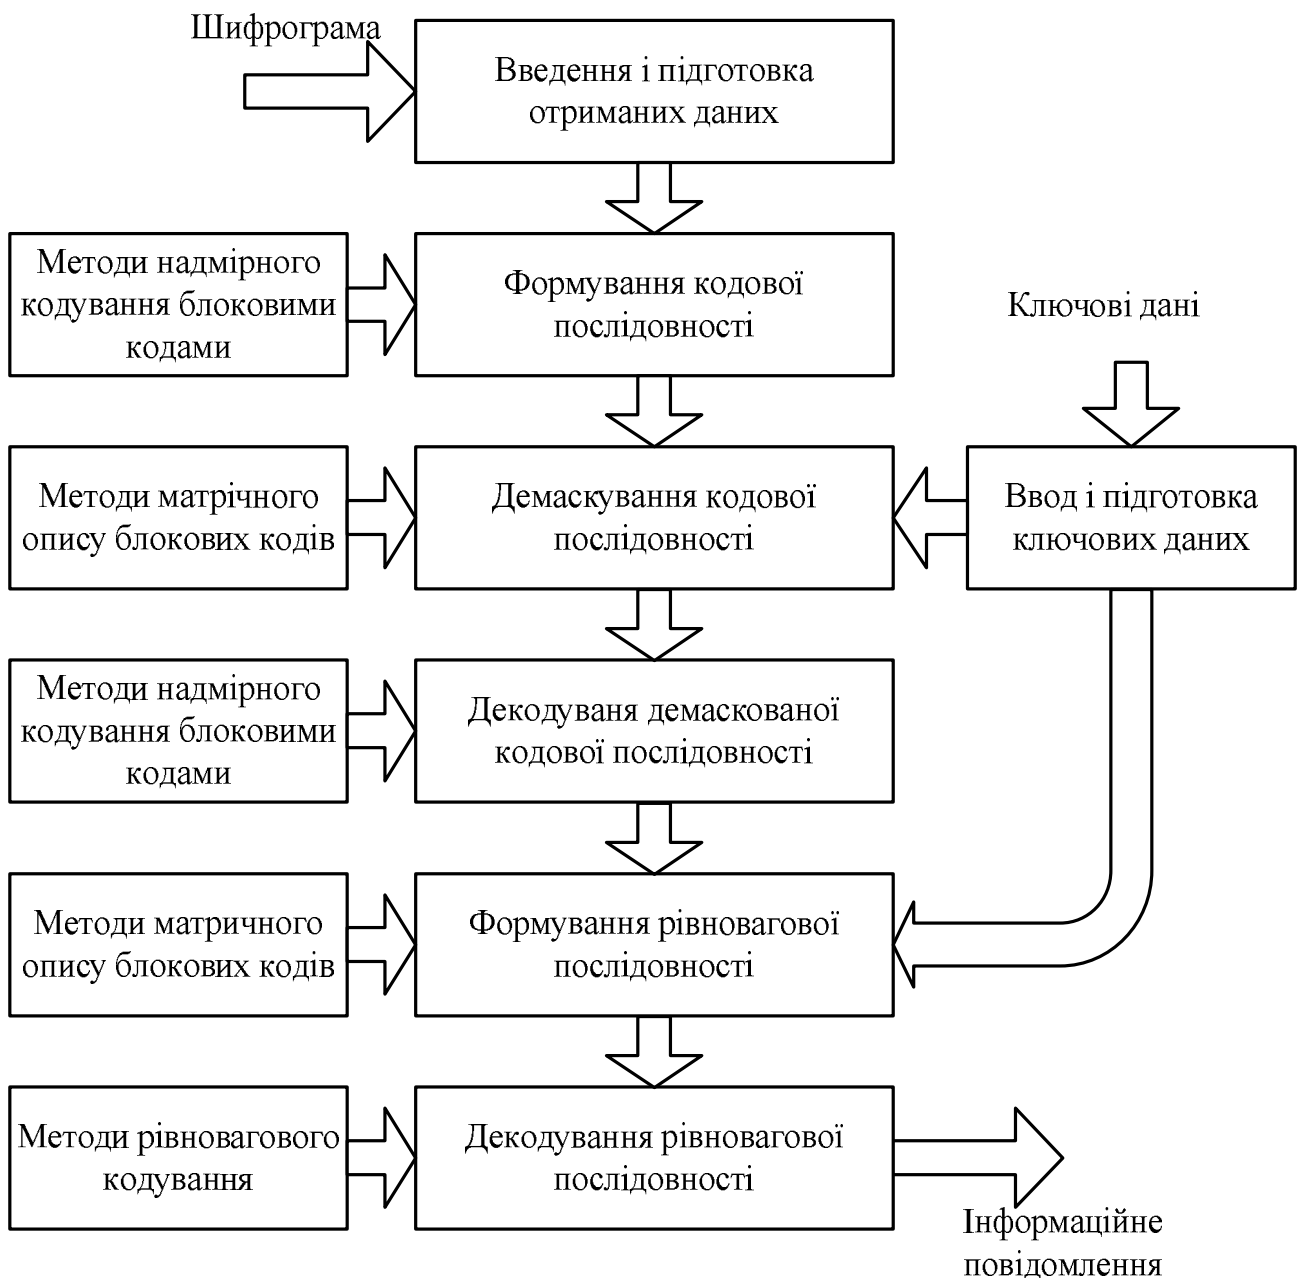 Шифрограма
Введення і підготовка
отриманих даних
Методи надмірного
кодування блоковими
кодами
Формування кодової
послідовності
Ключові дані
Методи матрічного
опису блокових кодів
Демаскування кодової
послідовності
Ввод і підготовка
ключових даних
Методи надмірного
кодування блоковими
кодами
Декодуваня демаскованої
кодової послідовності
Методи матричного
опису блокових кодів
Формування рівновагової
послідовності
Методи рівновагового
кодування
Декодування рівновагової
послідовності
Інформаційне
повідомлення